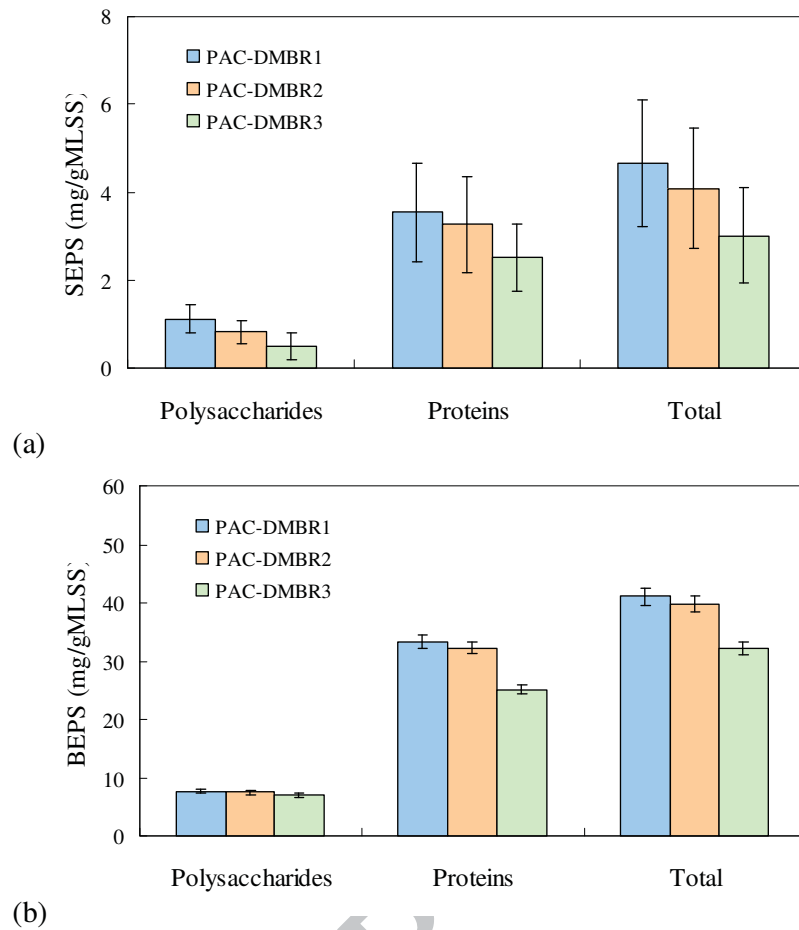 8
6
4
2
0
SEPS (mg/gMLSS)
PAC-DMBR1
PAC-DMBR2
PAC-DMBR3
Polysaccharides Proteins Total
(a)
60
50
40
30
20
10
0
BEPS (mg/gMLSS)
PAC-DMBR1
PAC-DMBR2
PAC-DMBR3
Polysaccharides Proteins Total
(b)